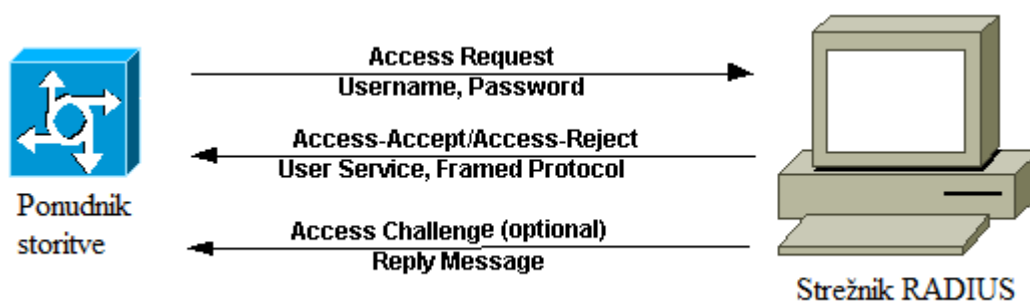 Access Request
Username, Password
Access-Accept/Access-Reject
User Service, Framed Protocol
Access Challenge (optional)
Reply Message
Ponudnik
storitve
Strežnik RADIUS